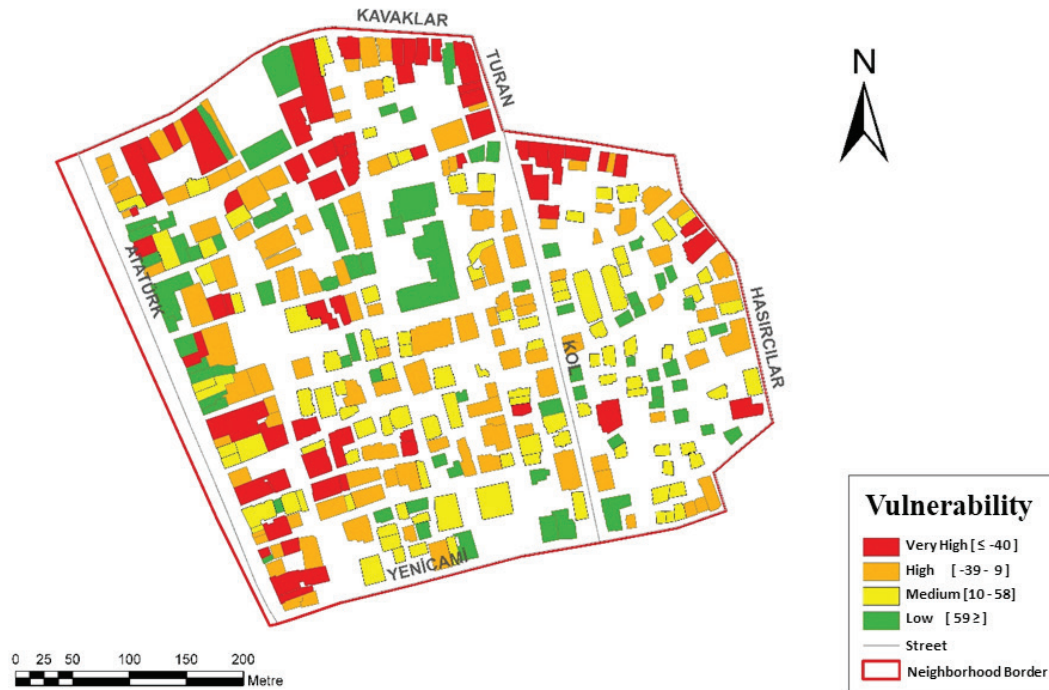 KAVAKLAR
TURAN
N
ATATÜRK
KOL
HASIRCILAR
YENİCAMİ
Vulnerability
Very High [ ≤ -40 ]
High [ -39 - 9 ]
Medium [10 - 58]
Low [ 59 ≥ ]
Street
Neighborhood Border
0 25 50 100 150 200
Metre